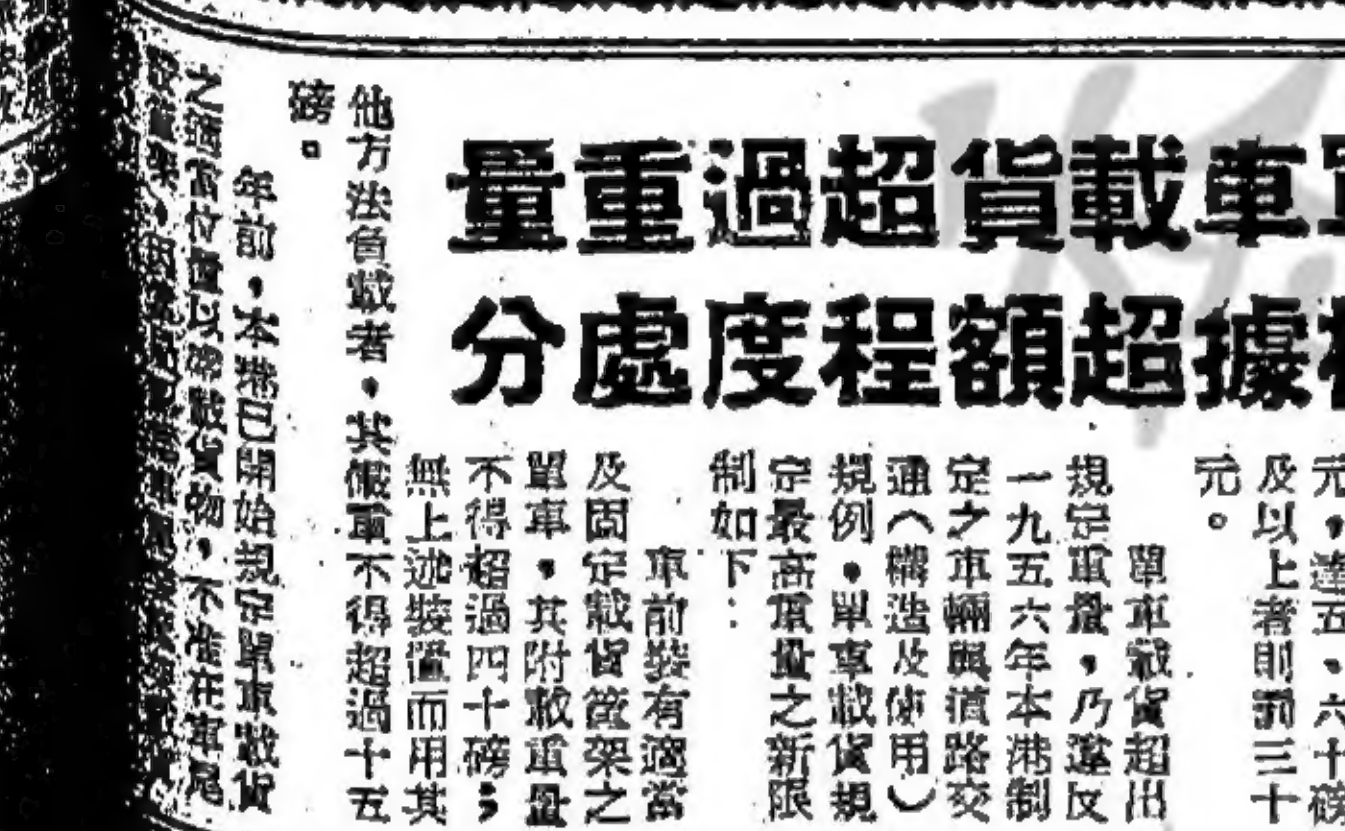 單車載貨超過重量
據超額程度處分
元，達五、六十磅
及以上者則罰三十
元。
單車載貨超出
規定重量，乃違反
一九五六年本港制
定之車輛與道路交
通（構造及使用）
規例，單車載貨規
定最高重量之新限
制如下：
車前裝有適當
及固定載貨籃架之
單車，其附載重量
不得超過四十磅；
無上述裝置而用其
他方法負載者，其儎重不得超過十五
磅。
年前，本港已開始規定單車載貨
之適當位置以裝載貨物，不准在車尾